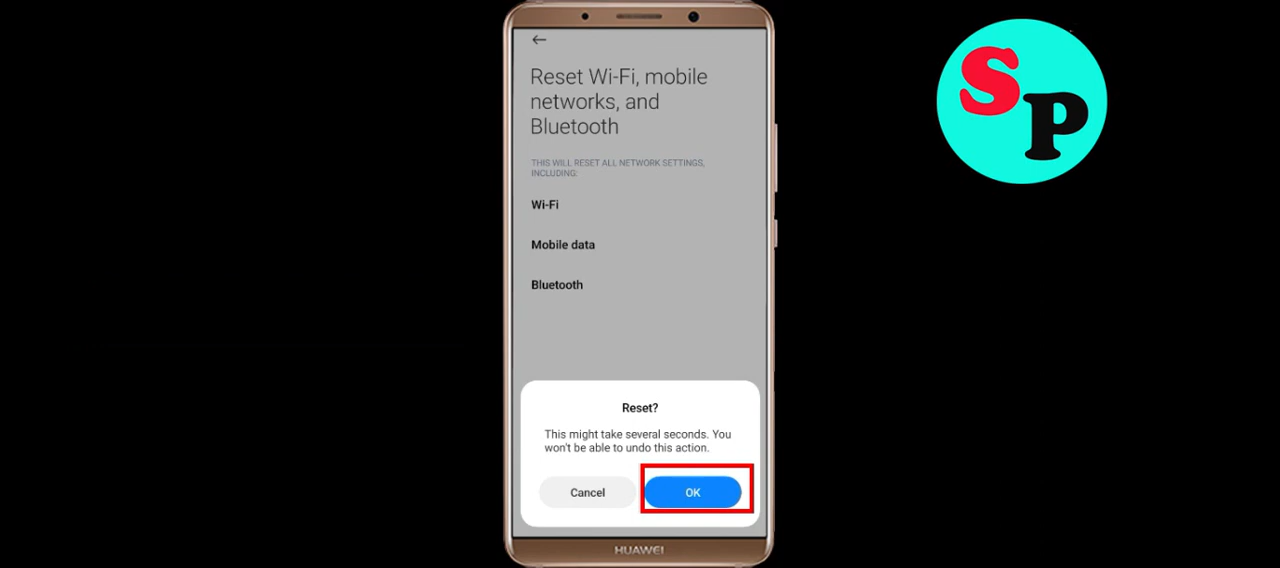 Reset Wi-Fi, mobile
networks, and
Bluetooth
THIS WILL RESET ALL NETWORK SETTINGS,
INCLUDING:
Wi-Fi
Mobile data
Bluetooth
Reset?
This might take several seconds. You
won't be able to undo this action.
Cancel
OK
HUAWEI
SP